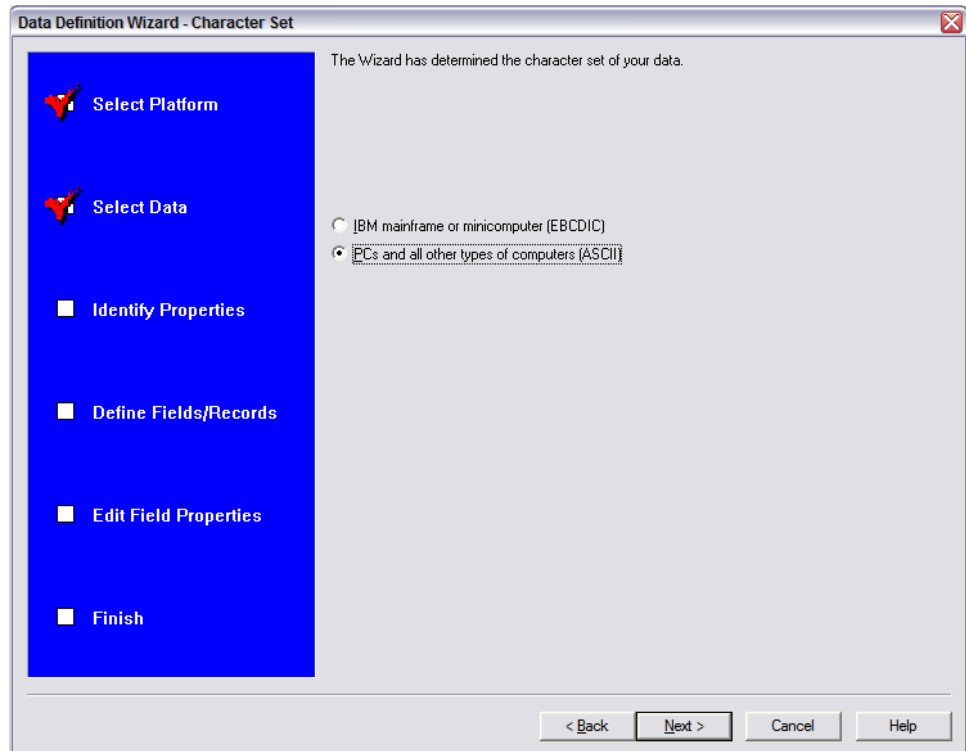 Data Definition Wizard - Character Set
The Wizard has determined the character set of your data.
Select Platform
Select Data
Identify Properties
Define Fields/Records
Edit Field Properties
Finish
IBM mainframe or minicomputer (EBCDIC)
PCs and all other types of computers (ASCII)
< Back
Next >
Cancel
Help